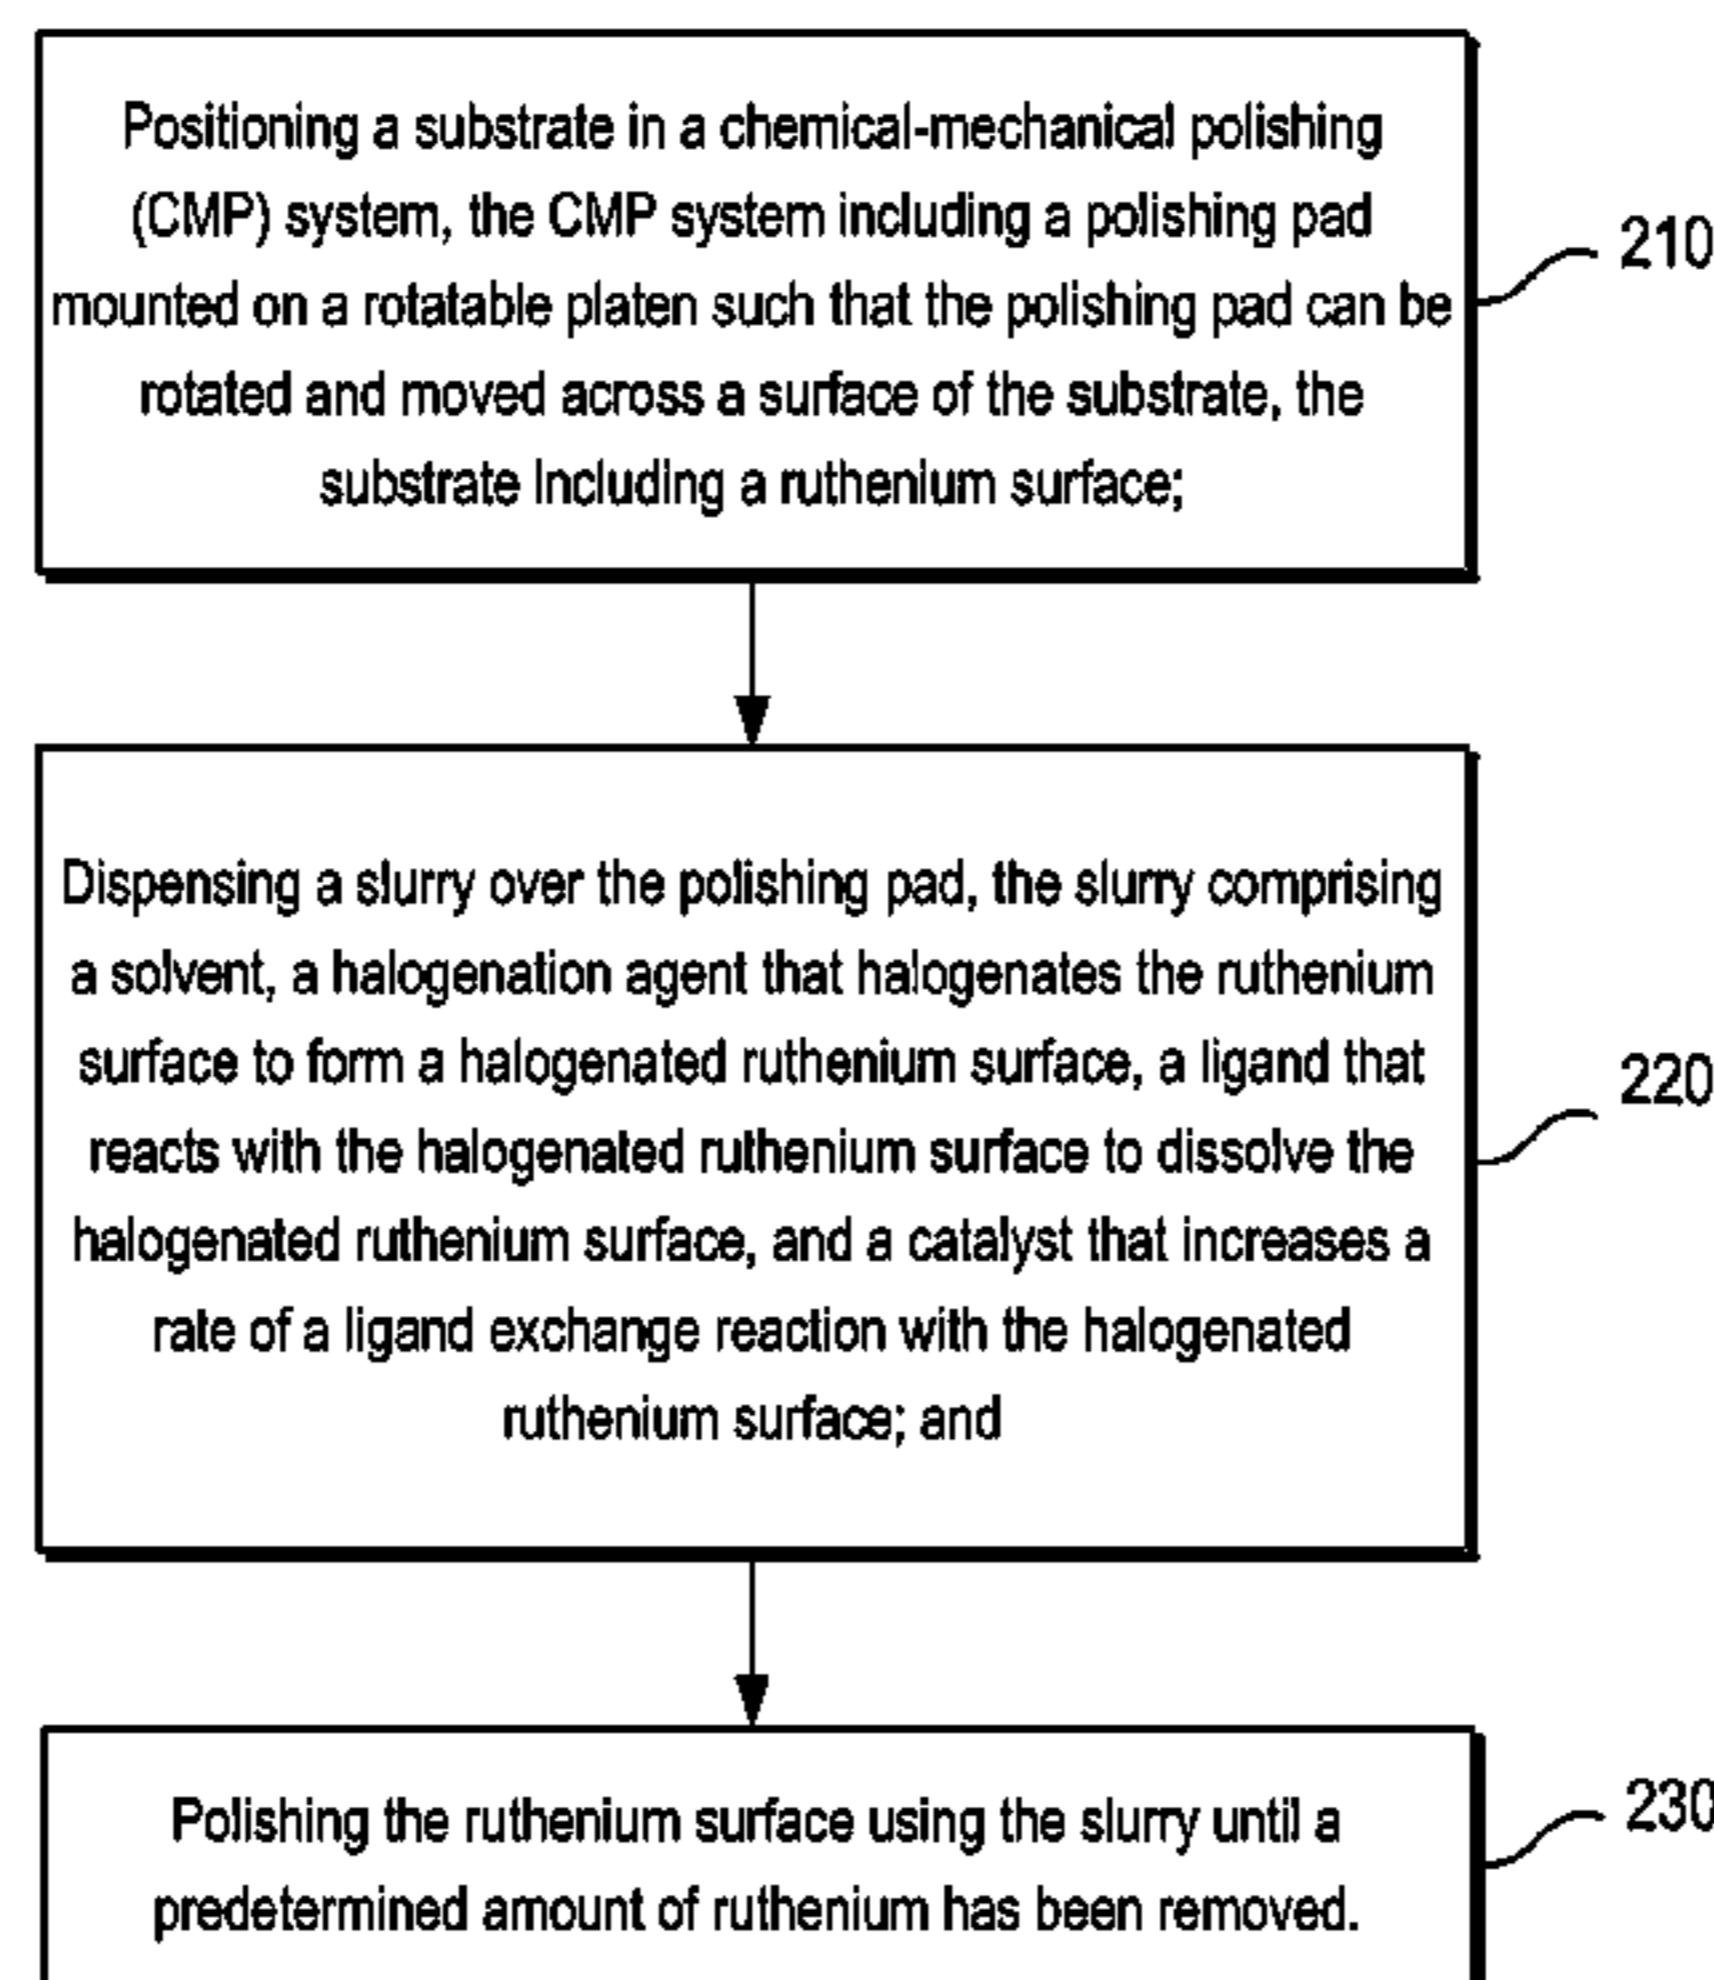 Positioning a substrate in a chemical-mechanical polishing
(CMP) system, the CMP system including a polishing pad
mounted on a rotatable platen such that the polishing pad can be
rotated and moved across a surface of the substrate, the
substrate including a ruthenium surface;
210
Dispensing a slurry over the polishing pad, the slurry comprising
a solvent, a halogenation agent that halogenates the ruthenium
surface to form a halogenated ruthenium surface, a ligand that
reacts with the halogenated ruthenium surface to dissolve the
halogenated ruthenium surface, and a catalyst that increases a
rate of a ligand exchange reaction with the halogenated
ruthenium surface; and
220
Polishing the ruthenium surface using the slurry until a
predetermined amount of ruthenium has been removed.
230